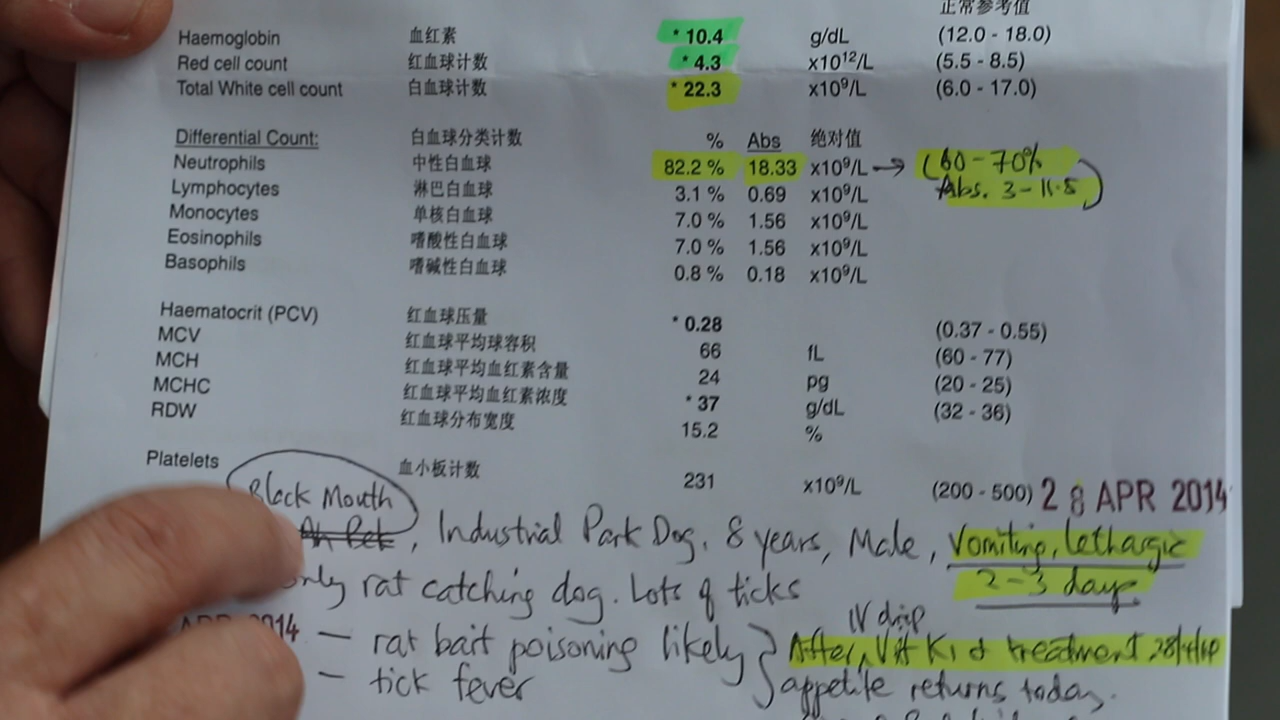 正常参考值
Haemoglobin 血红素 * 10.4 g/dL (12.0 - 18.0)
Red cell count 红血球计数 * 4.3 x10¹²/L (5.5 - 8.5)
Total White cell count 白血球计数 * 22.3 x10⁹/L (6.0 - 17.0)
Differential Count: 白血球分类计数 % Abs 绝对值
Neutrophils 中性白血球 82.2 % 18.33 x10⁹/L → (60 - 70%
Abs. 3 - 11.5)
Lymphocytes 淋巴白血球 3.1 % 0.69 x10⁹/L
Monocytes 单核白血球 7.0 % 1.56 x10⁹/L
Eosinophils 嗜酸性白血球 7.0 % 1.56 x10⁹/L
Basophils 嗜碱性白血球 0.8 % 0.18 x10⁹/L
Haematocrit (PCV) 红血球压量 * 0.28 (0.37 - 0.55)
MCV 红血球平均球容积 66 fL (60 - 77)
MCH 红血球平均血红素含量 24 pg (20 - 25)
MCHC 红血球平均血红素浓度 * 37 g/dL (32 - 36)
RDW 红血球分布宽度 15.2 %
Platelets 血小板计数 231 x10⁹/L (200 - 500) 28 APR 2014
Black Mouth
Ah Pek, Industrial Park Dog, 8 years, Male, Vomiting, lethargic
2-3 days
only rat catching dog. Lots of ticks
APR 2014 — rat bait poisoning likely } After IV drip, Vit K1 & treatment,
— tick fever appetite returns today.